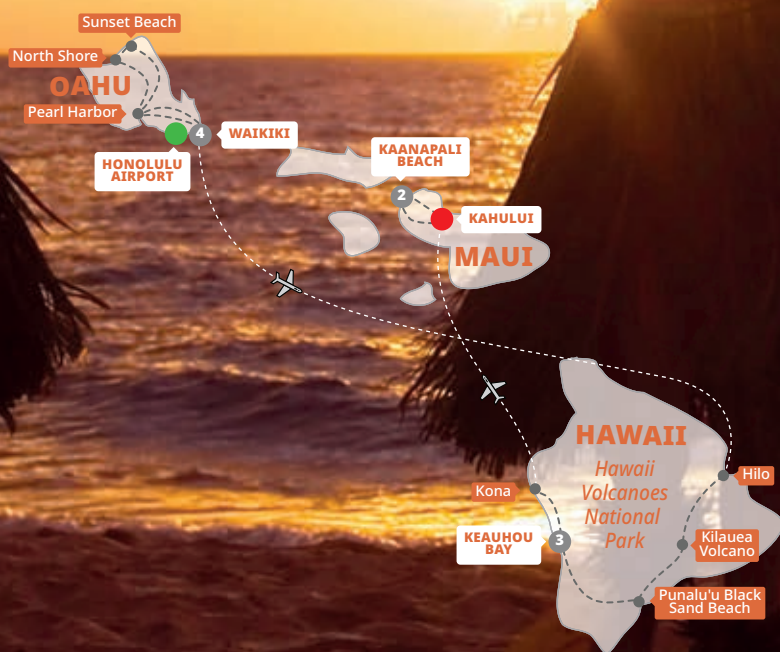 Sunset Beach
North Shore
OAHU
Pearl Harbor
4
WAIKIKI
HONOLULU
AIRPORT
KAANAPALI
BEACH
2
KAHULUI
MAUI
HAWAII
Hawaii
Volcanoes
National
Park
Hilo
Kona
KEAUHOU
BAY
3
Kilauea
Volcano
Punalu'u Black
Sand Beach